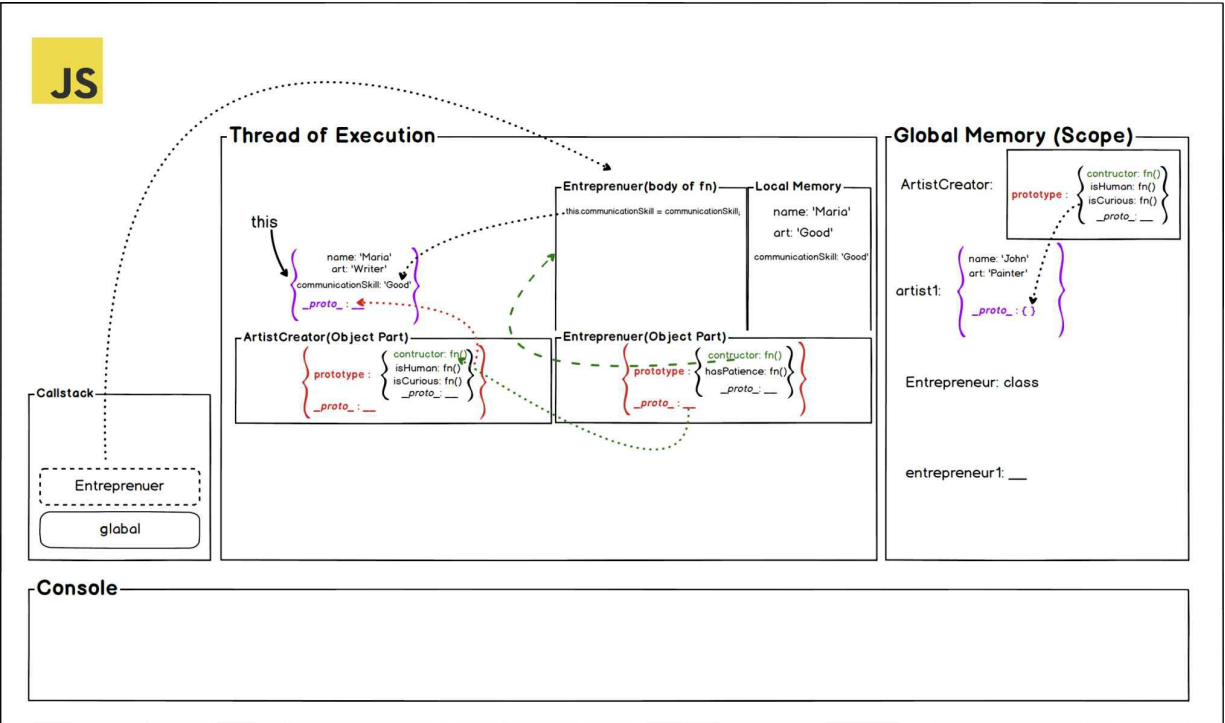 JS
Thread of Execution
Global Memory (Scope)
Entreprenuer(body of fn)
Local Memory
this.communicationSkill = communicationSkill;
name: 'Maria'
art: 'Good'
communicationSkill: 'Good'
this
name: 'Maria'
art: 'Writer'
communicationSkill: 'Good'
_proto_ : __
ArtistCreator(Object Part)
prototype :
contructor: fn()
isHuman: fn()
isCurious: fn()
_proto_: __
_proto_ : __
Entreprenuer(Object Part)
prototype :
contructor: fn()
hasPatience: fn()
_proto_: __
_proto_ : __
ArtistCreator:
prototype :
contructor: fn()
isHuman: fn()
isCurious: fn()
_proto_: __
artist1:
name: 'John'
art: 'Painter'
_proto_ : { }
Entrepreneur: class
entrepreneur1: __
Callstack
Entreprenuer
glabal
Console